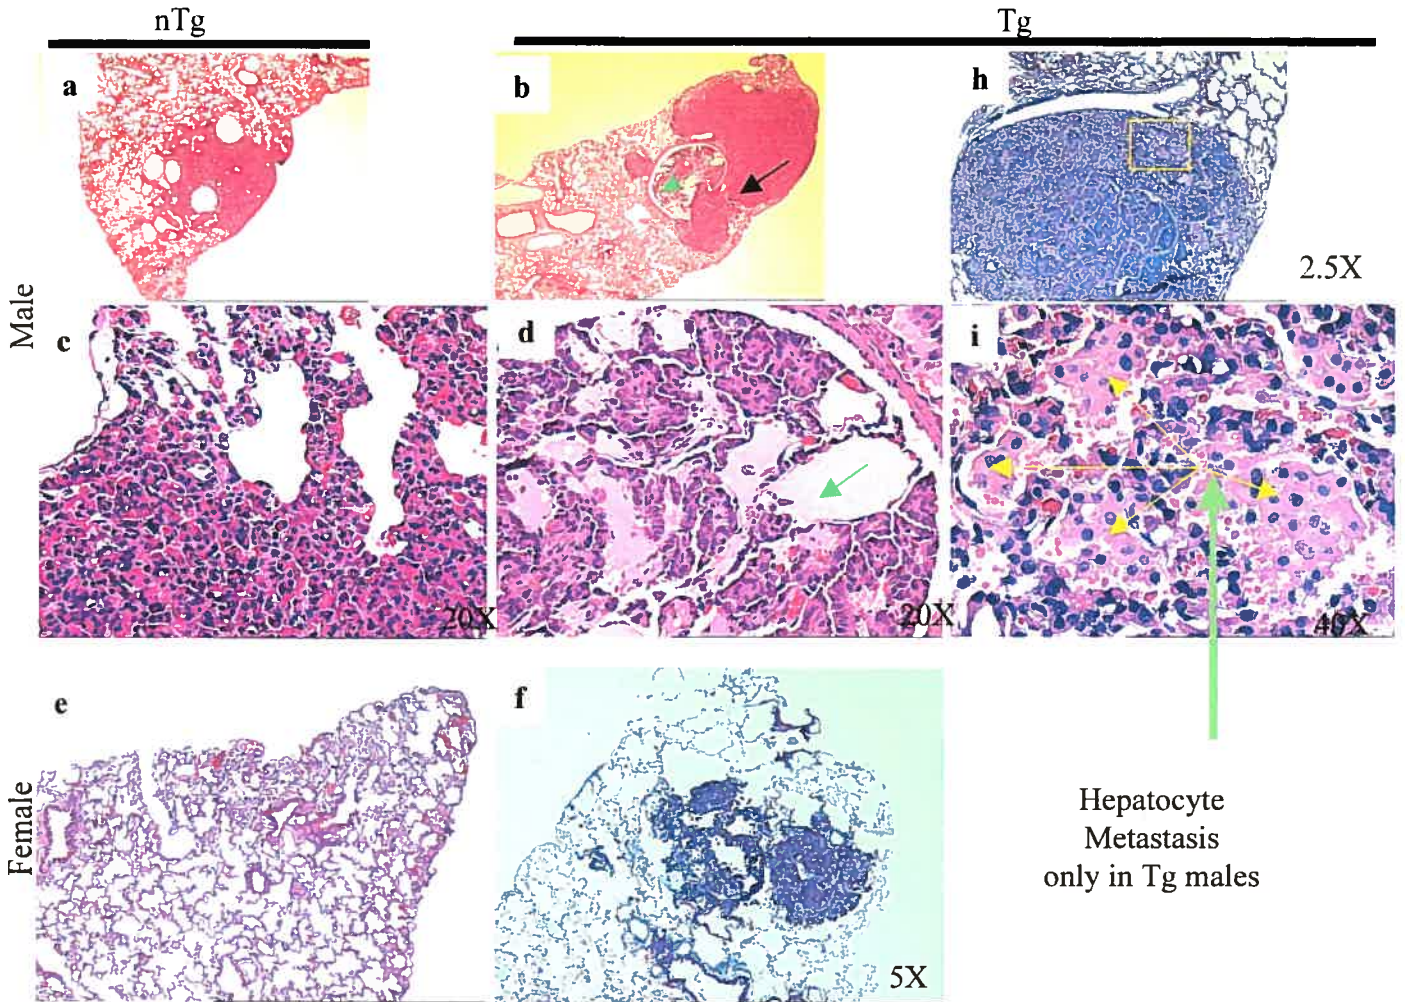 nTg
Tg
a
b
h
2.5X
Male
c
d
i
20X
20X
40X
e
f
Female
5X
Hepatocyte
Metastasis
only in Tg males